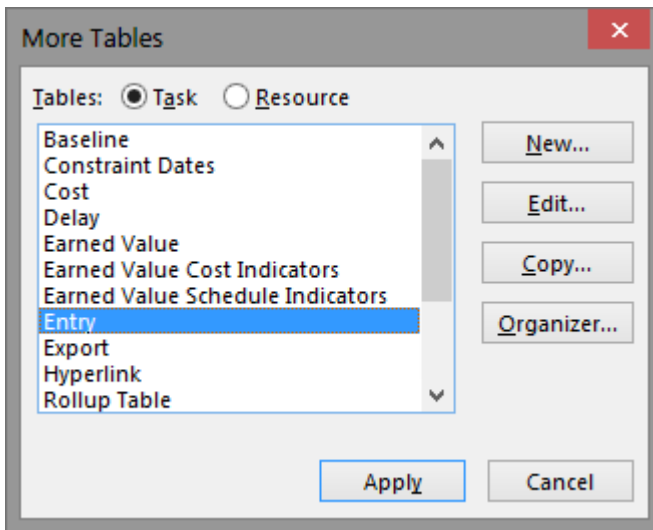 More Tables
Tables: Task Resource
Baseline
Constraint Dates
Cost
Delay
Earned Value
Earned Value Cost Indicators
Earned Value Schedule Indicators
Entry
Export
Hyperlink
Rollup Table
New...
Edit...
Copy...
Organizer...
Apply Cancel